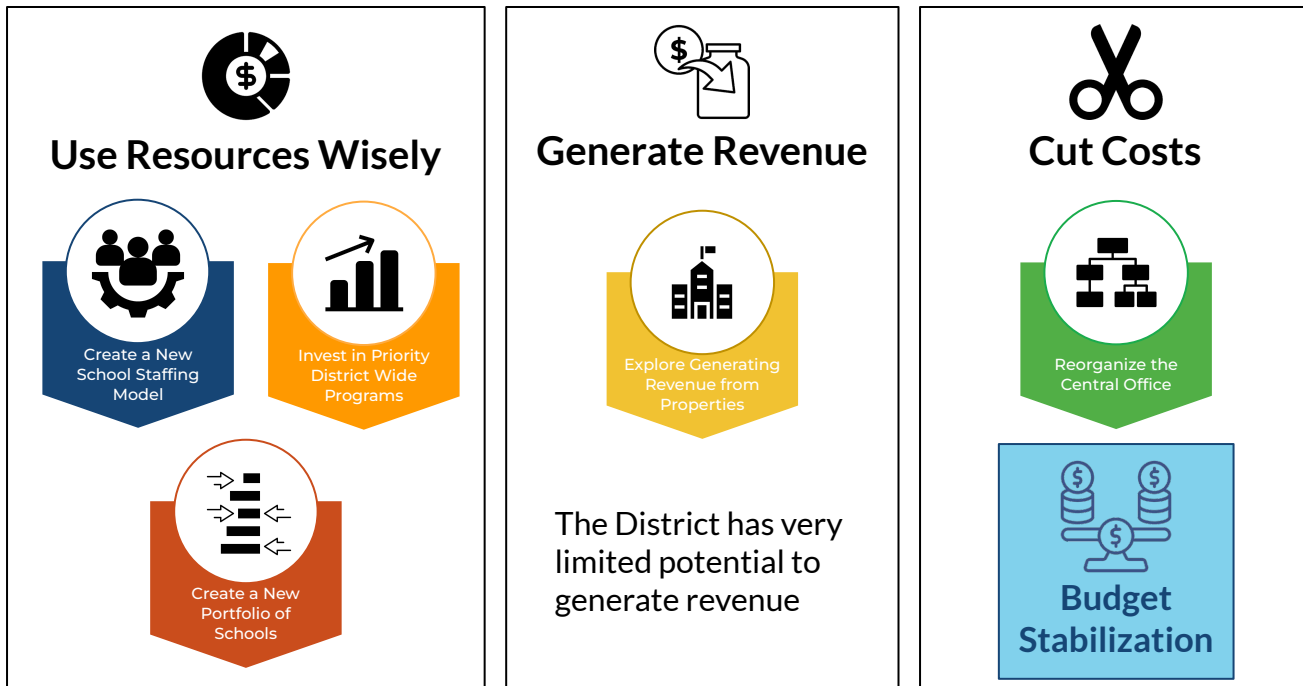 $
Use Resources Wisely
Create a New
School Staffing
Model
Invest in Priority
District Wide
Programs
Create a New
Portfolio of
Schools
$
Generate Revenue
Explore Generating
Revenue from
Properties
The District has very
limited potential to
generate revenue
Cut Costs
Reorganize the
Central Office
$ $
$
Budget
Stabilization